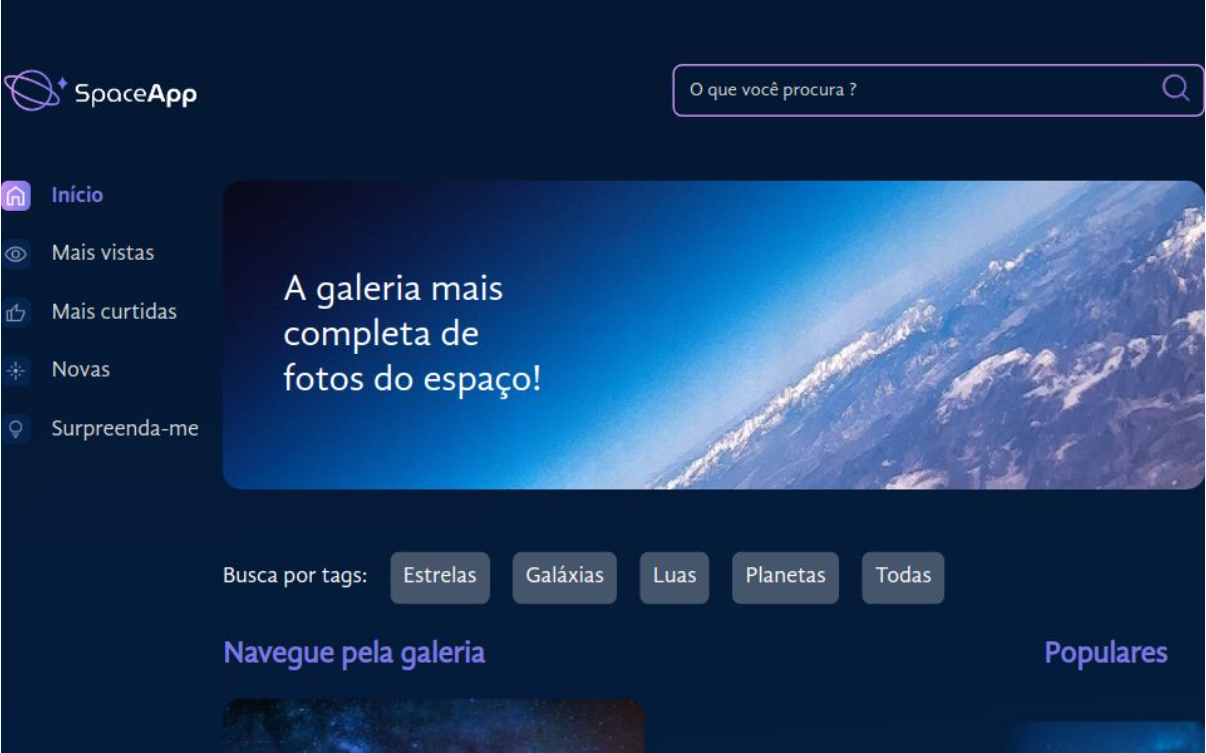 SpaceApp
O que você procura ?
Início
Mais vistas
Mais curtidas
Novas
Surpreenda-me
A galeria mais
completa de
fotos do espaço!
Busca por tags: Estrelas Galáxias Luas Planetas Todas
Navegue pela galeria
Populares